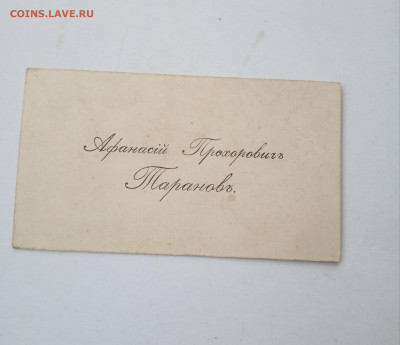 COINS.LAVE.RU
Афанасій Прохоровичъ
Тарановъ.